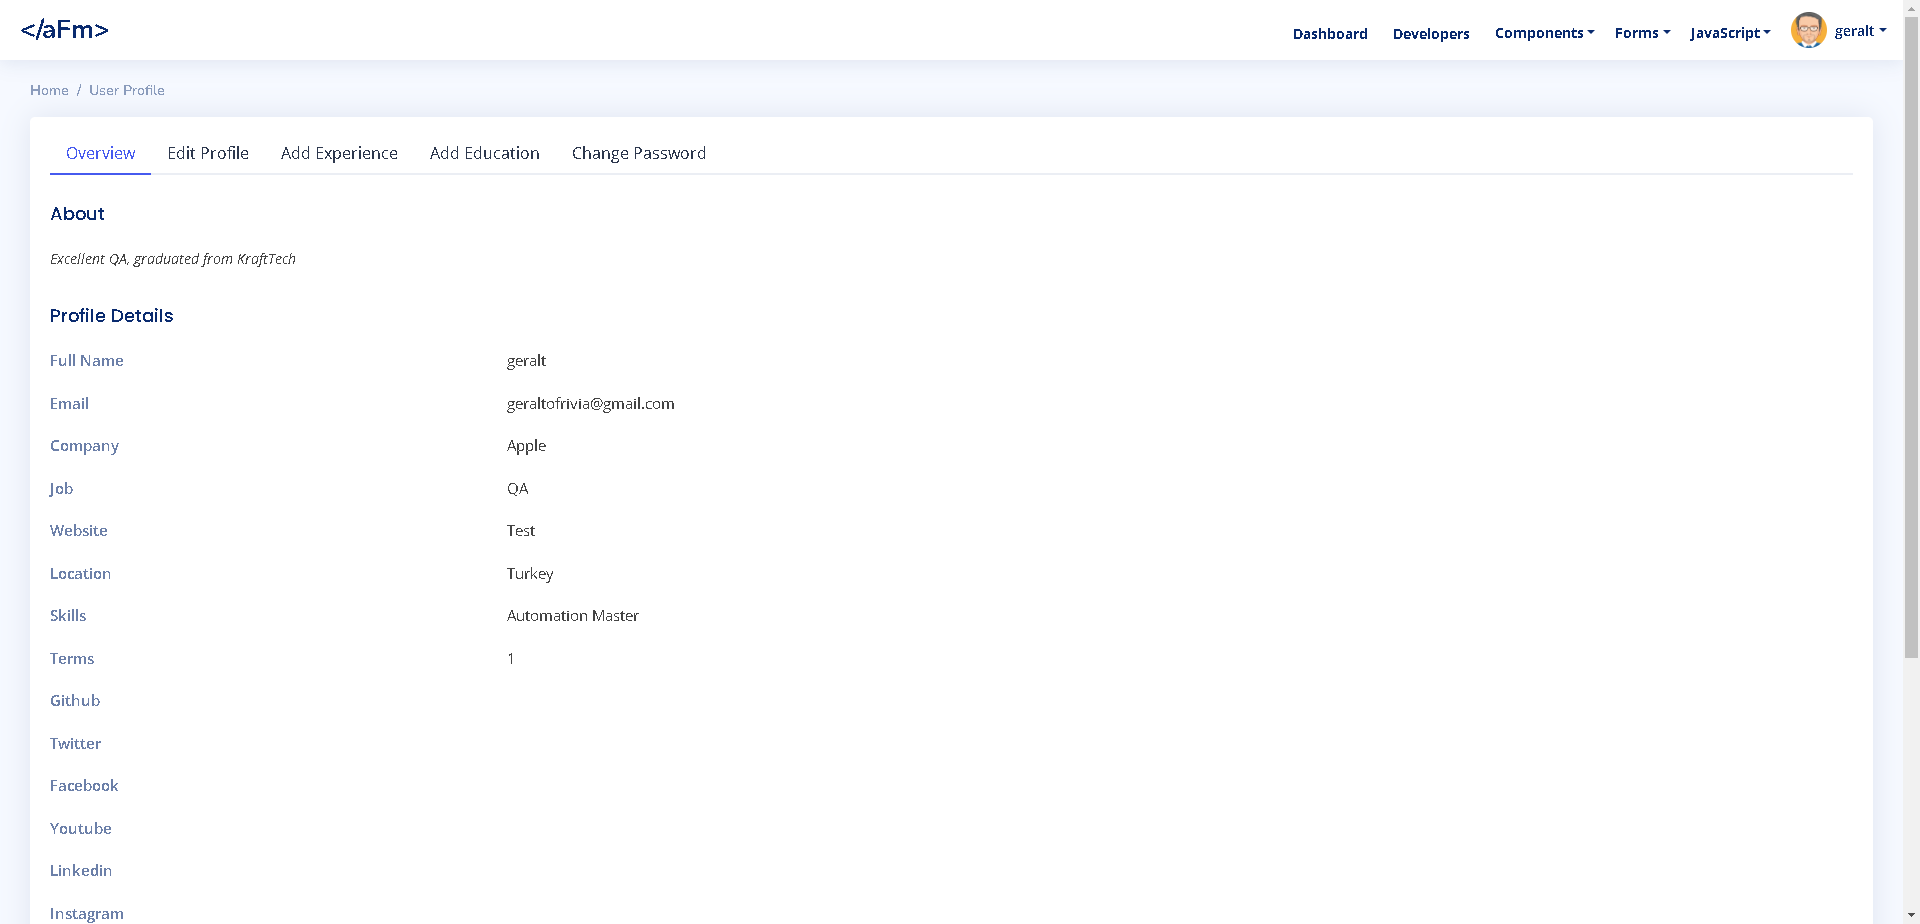 </aFm>
Dashboard Developers Components Forms JavaScript geralt
Home / User Profile
Overview Edit Profile Add Experience Add Education Change Password
About
Excellent QA, graduated from KraftTech
Profile Details
Full Name geralt
Email geraltofrivia@gmail.com
Company Apple
Job QA
Website Test
Location Turkey
Skills Automation Master
Terms 1
Github
Twitter
Facebook
Youtube
Linkedin
Instagram